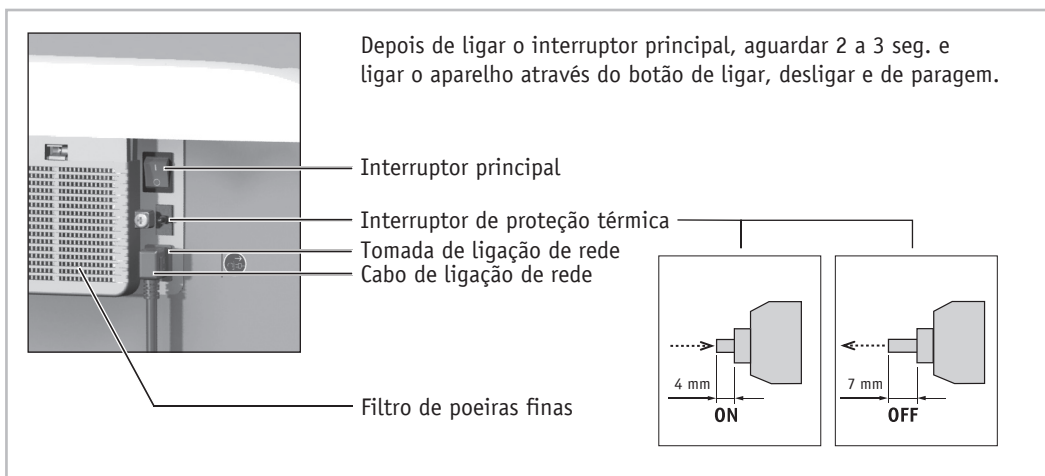 Depois de ligar o interruptor principal, aguardar 2 a 3 seg. e
ligar o aparelho através do botão de ligar, desligar e de paragem.
Interruptor principal
Interruptor de proteção térmica
Tomada de ligação de rede
Cabo de ligação de rede
4 mm
ON
7 mm
OFF
Filtro de poeiras finas